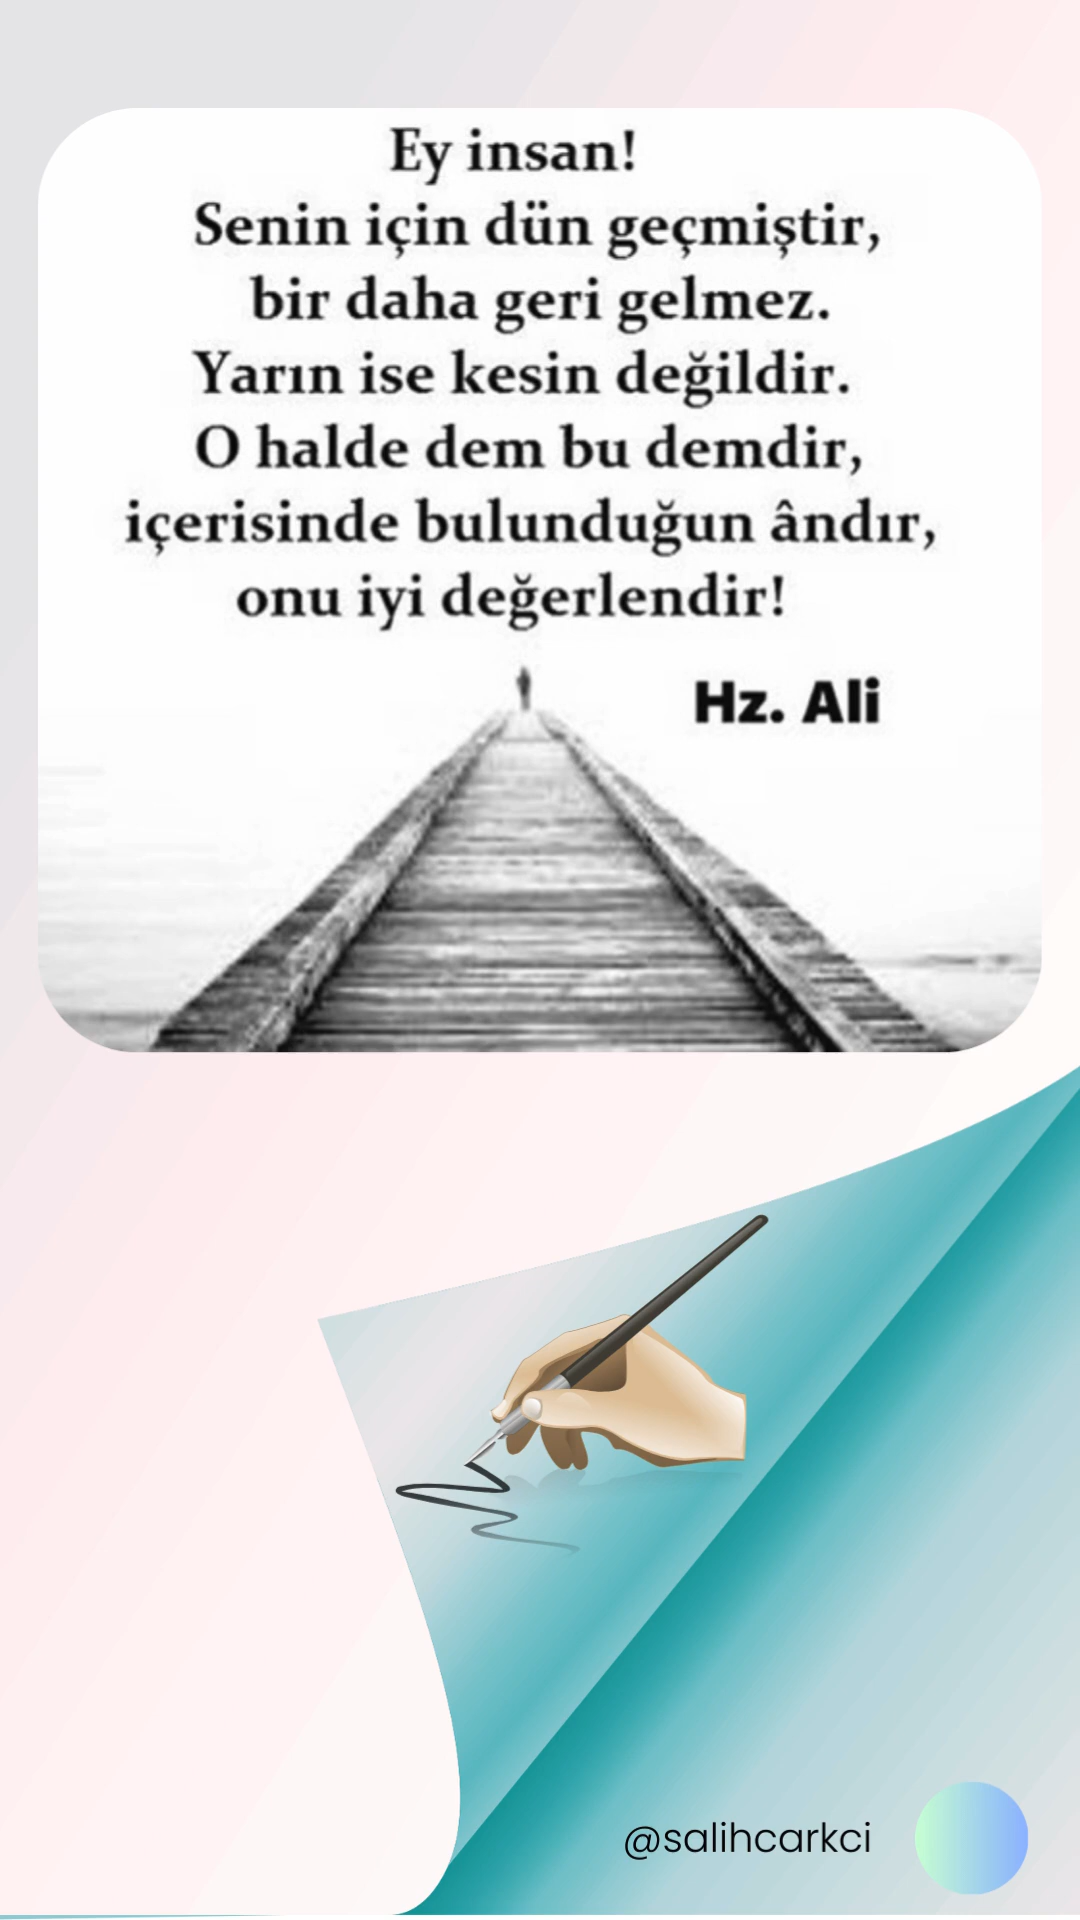 Ey insan!
Senin için dün geçmiştir,
bir daha geri gelmez.
Yarın ise kesin değildir.
O halde dem bu demdir,
içerisinde bulunduğun ândır,
onu iyi değerlendir!
Hz. Ali
@salihcarkci